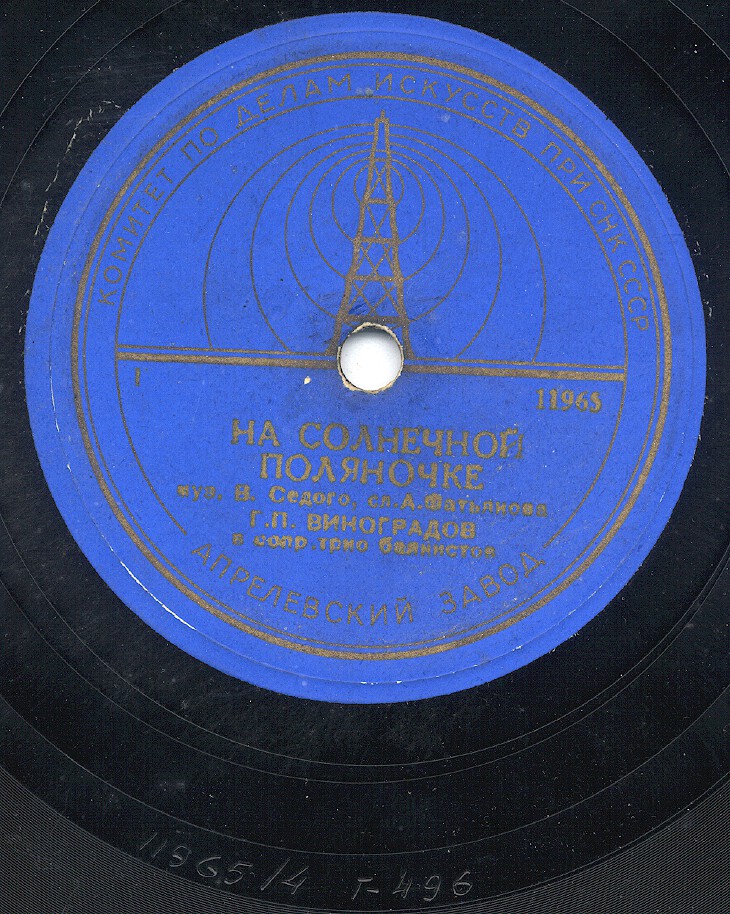 КОМИТЕТ ПО ДЕЛАМ ИСКУССТВ ПРИ СНК СССР
I
11965
НА СОЛНЕЧНОЙ
ПОЛЯНОЧКЕ
муз. В. Седого, сл. А. Фатьянова
Г.П. ВИНОГРАДОВ
в сопр. трио баянистов
АПРЕЛЕВСКИЙ ЗАВОД
11965/4 Г-496